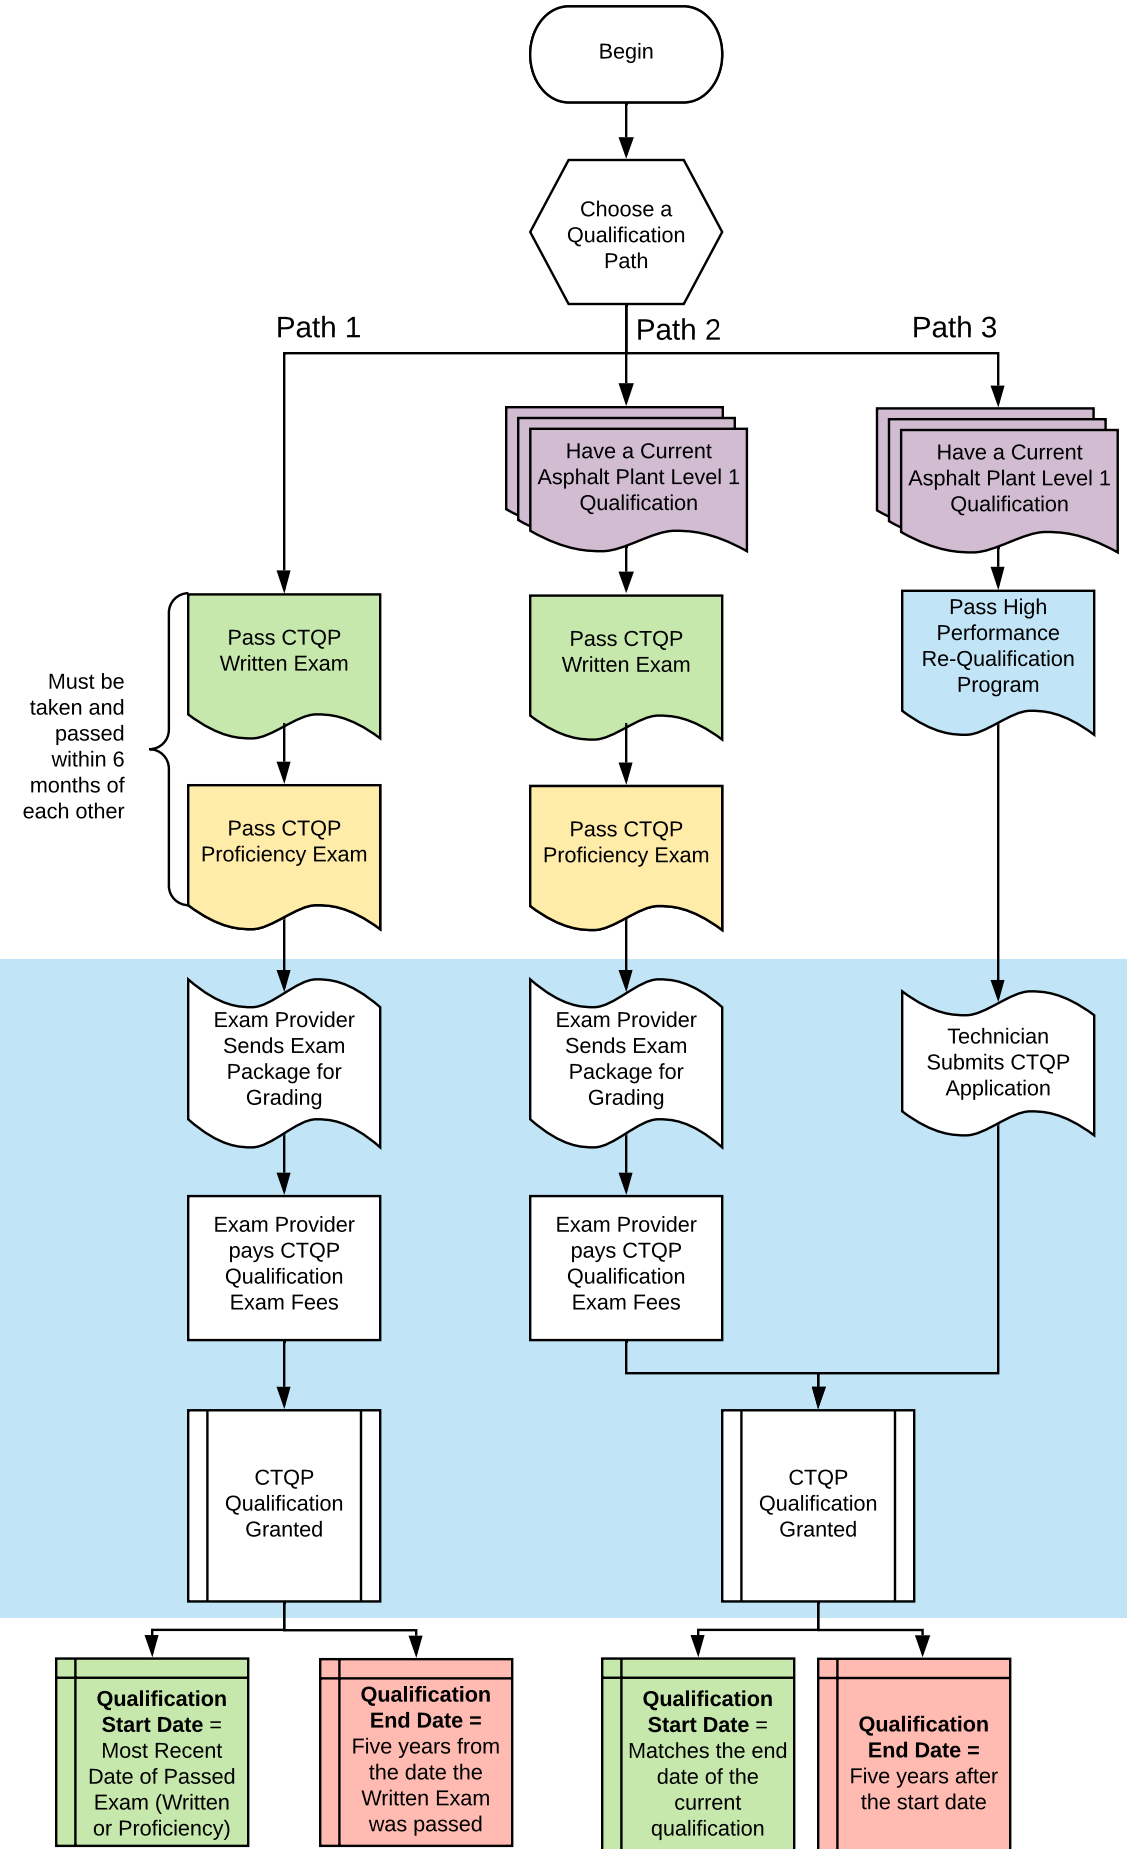 Begin
Choose a
Qualification
Path
Path 1
Path 2
Path 3
Have a Current
Asphalt Plant Level 1
Qualification
Have a Current
Asphalt Plant Level 1
Qualification
Must be
taken and
passed
within 6
months of
each other
Pass CTQP
Written Exam
Pass CTQP
Written Exam
Pass High
Performance
Re-Qualification
Program
Pass CTQP
Proficiency Exam
Pass CTQP
Proficiency Exam
Exam Provider
Sends Exam
Package for
Grading
Exam Provider
Sends Exam
Package for
Grading
Technician
Submits CTQP
Application
Exam Provider
pays CTQP
Qualification
Exam Fees
Exam Provider
pays CTQP
Qualification
Exam Fees
CTQP
Qualification
Granted
CTQP
Qualification
Granted
Qualification
Start Date =
Most Recent
Date of Passed
Exam (Written
or Proficiency)
Qualification
End Date =
Five years from
the date the
Written Exam
was passed
Qualification
Start Date =
Matches the end
date of the
current
qualification
Qualification
End Date =
Five years after
the start date